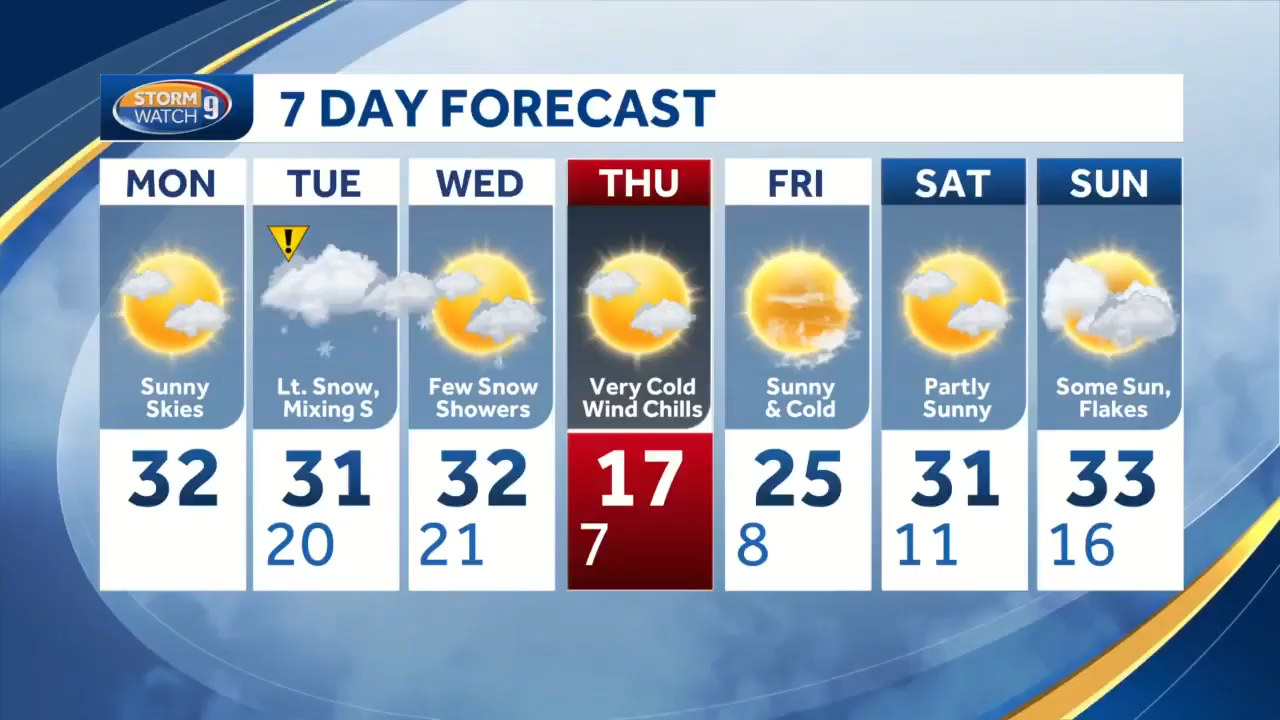 STORM
WATCH 9
7 DAY FORECAST
MON TUE WED THU FRI SAT SUN
!
Sunny
Skies
Lt. Snow,
Mixing S
Few Snow
Showers
Very Cold
Wind Chills
Sunny
& Cold
Partly
Sunny
Some Sun,
Flakes
32 31 32 17 25 31 33
20 21 7 8 11 16